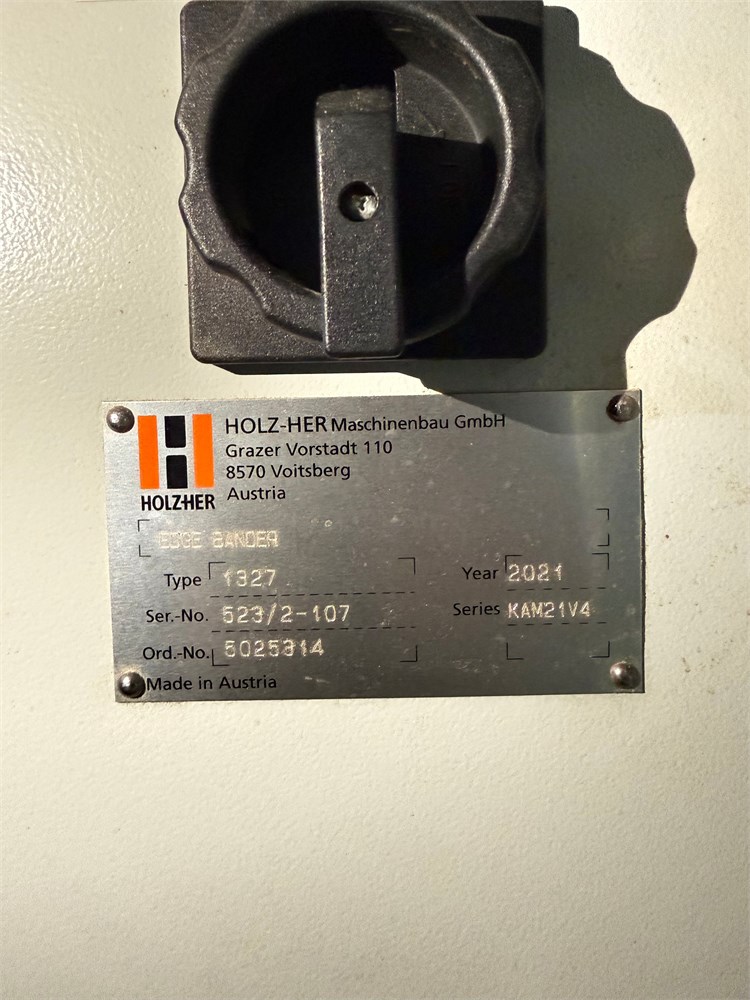 HOLZ-HER Maschinenbau GmbH
Grazer Vorstadt 110
8570 Voitsberg
Austria
HOLZHER
EDGE BANDER
Type 1327 Year 2021
Ser.-No. 523/2-107 Series KAM21V4
Ord.-No. 5025314
Made in Austria